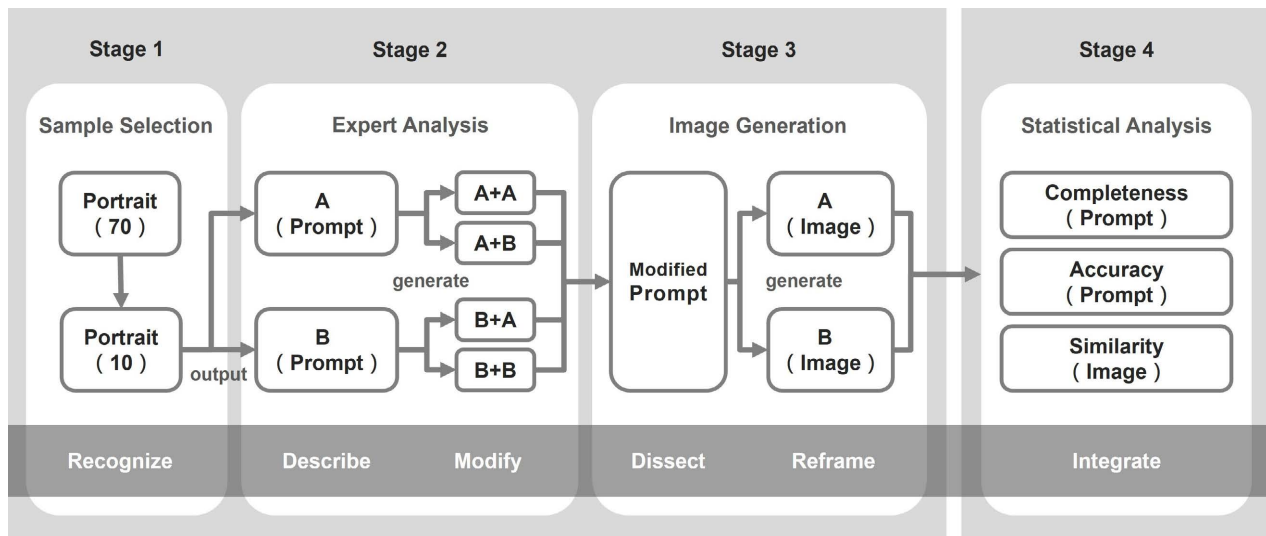 Stage 1
Stage 2
Stage 3
Stage 4
Sample Selection
Expert Analysis
Image Generation
Statistical Analysis
Portrait
( 70 )
Portrait
( 10 )
output
A
( Prompt )
B
( Prompt )
generate
A+A
A+B
B+A
B+B
Modified
Prompt
A
( Image )
generate
B
( Image )
Completeness
( Prompt )
Accuracy
( Prompt )
Similarity
( Image )
Recognize
Describe
Modify
Dissect
Reframe
Integrate